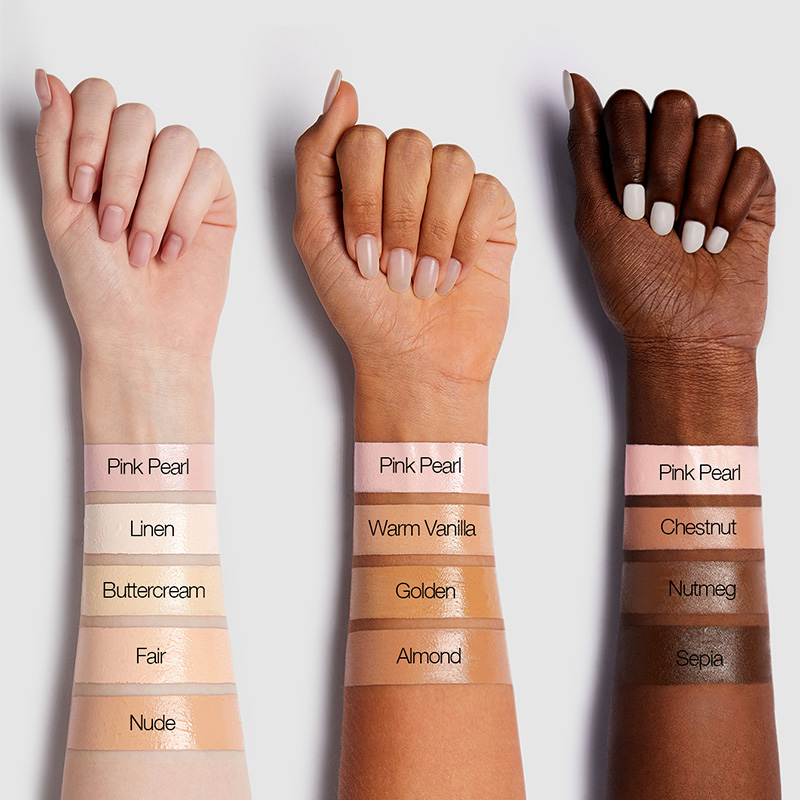 Pink Pearl
Linen
Buttercream
Fair
Nude
Pink Pearl
Warm Vanilla
Golden
Almond
Pink Pearl
Chestnut
Nutmeg
Sepia